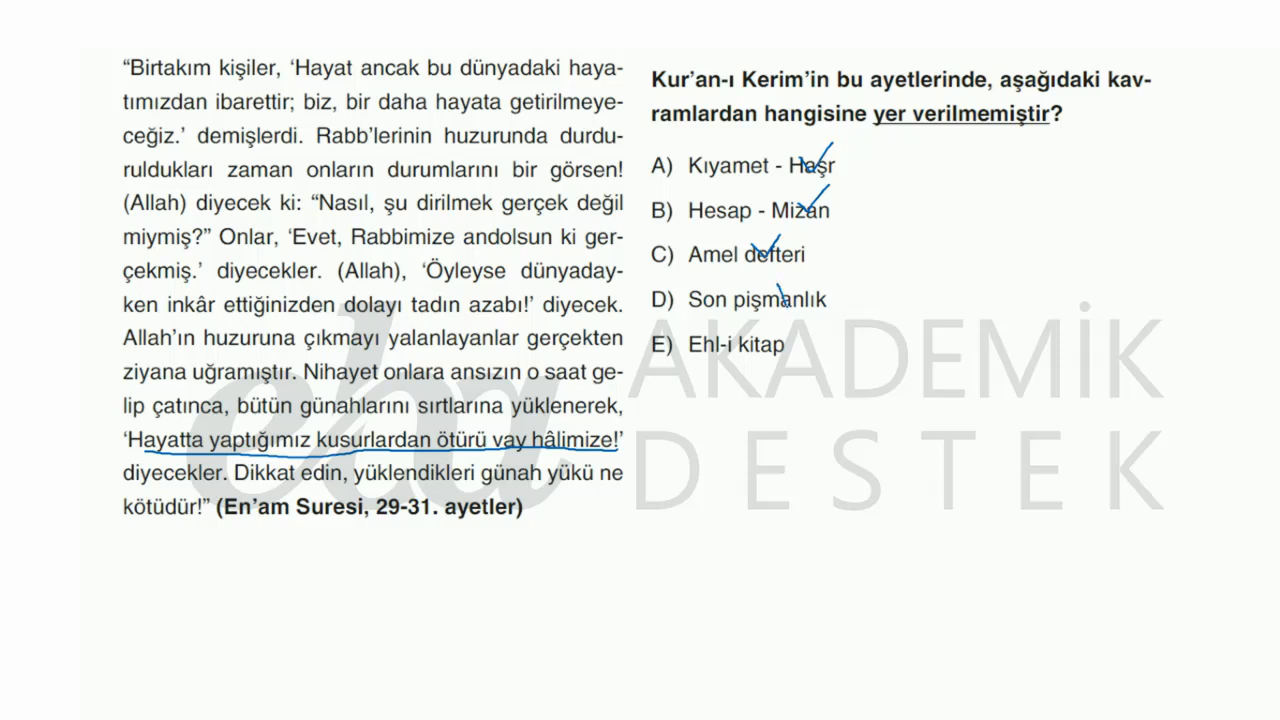 “Birtakım kişiler, ‘Hayat ancak bu dünyadaki haya-
tımızdan ibarettir; biz, bir daha hayata getirilmeye-
ceğiz.’ demişlerdi. Rabb’lerinin huzurunda durdu-
ruldukları zaman onların durumlarını bir görsen!
(Allah) diyecek ki: “Nasıl, şu dirilmek gerçek değil
miymiş?” Onlar, ‘Evet, Rabbimize andolsun ki ger-
çekmiş.’ diyecekler. (Allah), ‘Öyleyse dünyaday-
ken inkâr ettiğinizden dolayı tadın azabı!’ diyecek.
Allah’ın huzuruna çıkmayı yalanlayanlar gerçekten
ziyana uğramıştır. Nihayet onlara ansızın o saat ge-
lip çatınca, bütün günahlarını sırtlarına yüklenerek,
‘Hayatta yaptığımız kusurlardan ötürü vay hâlimize!’
diyecekler. Dikkat edin, yüklendikleri günah yükü ne
kötüdür!” (En’am Suresi, 29-31. ayetler)
Kur’an-ı Kerim’in bu ayetlerinde, aşağıdaki kav-
ramlardan hangisine yer verilmemiştir?
A) Kıyamet - Haşr
B) Hesap - Mizan
C) Amel defteri
D) Son pişmanlık
E) Ehl-i kitap
eba
AKADEMİK
DESTEK